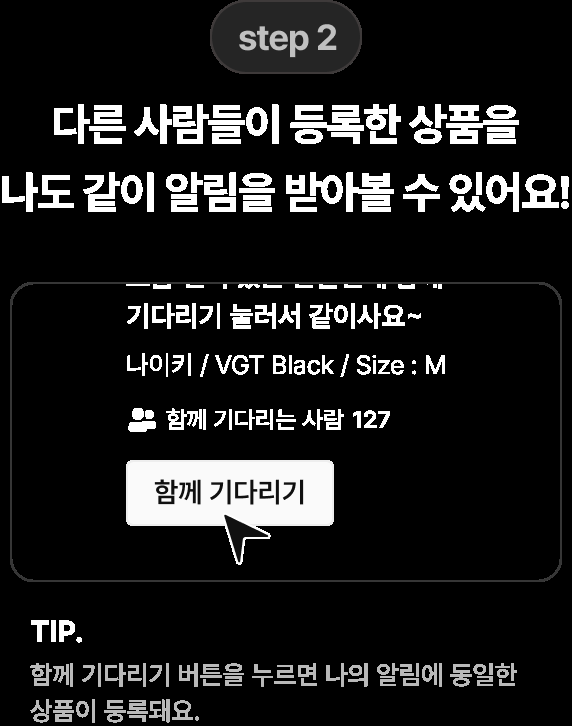 step 2
다른 사람들이 등록한 상품을
나도 같이 알림을 받아볼 수 있어요!
기다리기 눌러서 같이사요~
나이키 / VGT Black / Size : M
함께 기다리는 사람 127
함께 기다리기
TIP.
함께 기다리기 버튼을 누르면 나의 알림에 동일한
상품이 등록돼요.